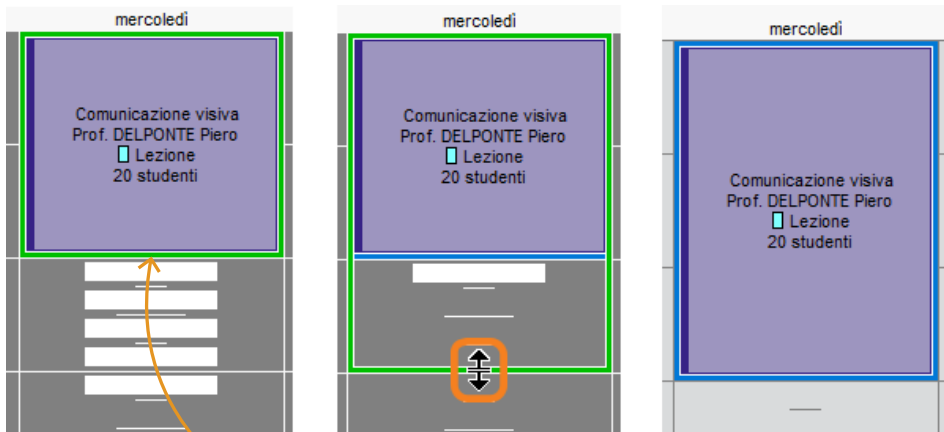 mercoledì
Comunicazione visiva
Prof. DELPONTE Piero
Lezione
20 studenti
mercoledì
Comunicazione visiva
Prof. DELPONTE Piero
Lezione
20 studenti
mercoledì
Comunicazione visiva
Prof. DELPONTE Piero
Lezione
20 studenti